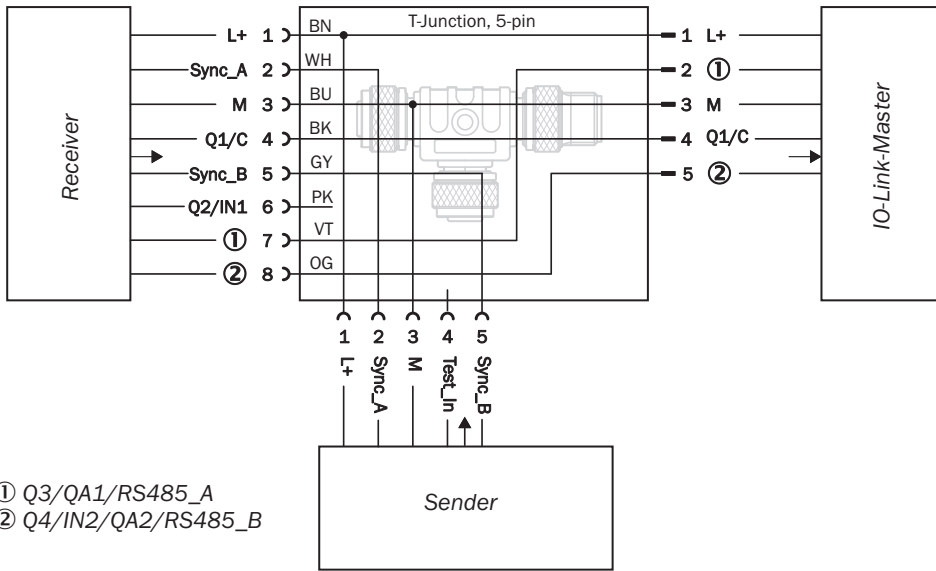 T-Junction, 5-pin
L+ 1 BN 1 L+
Sync_A 2 WH 2 ①
M 3 BU 3 M
Q1/C 4 BK 4 Q1/C
Sync_B 5 GY 5 ②
Q2/IN1 6 PK
① 7 VT
② 8 OG
Receiver
IO-Link-Master
1 2 3 4 5
L+ Sync_A M Test_In Sync_B
Sender
① Q3/QA1/RS485_A
② Q4/IN2/QA2/RS485_B